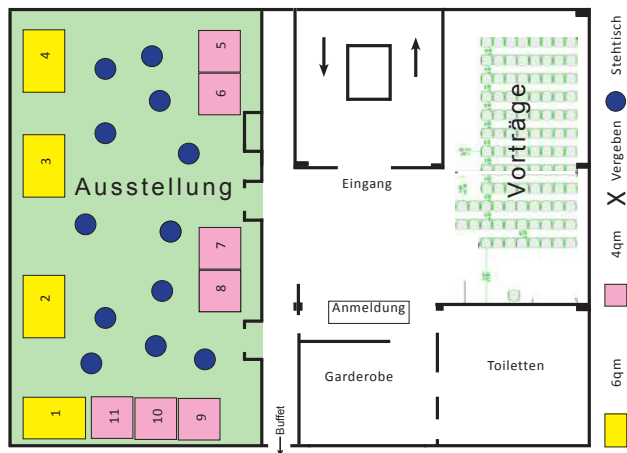 4
5
6
3
Ausstellung
7
8
2
1
11
10
9
Eingang
Anmeldung
Garderobe
Toiletten
Buffet
Vorträge
6qm
4qm
X Vergeben
Stehtisch